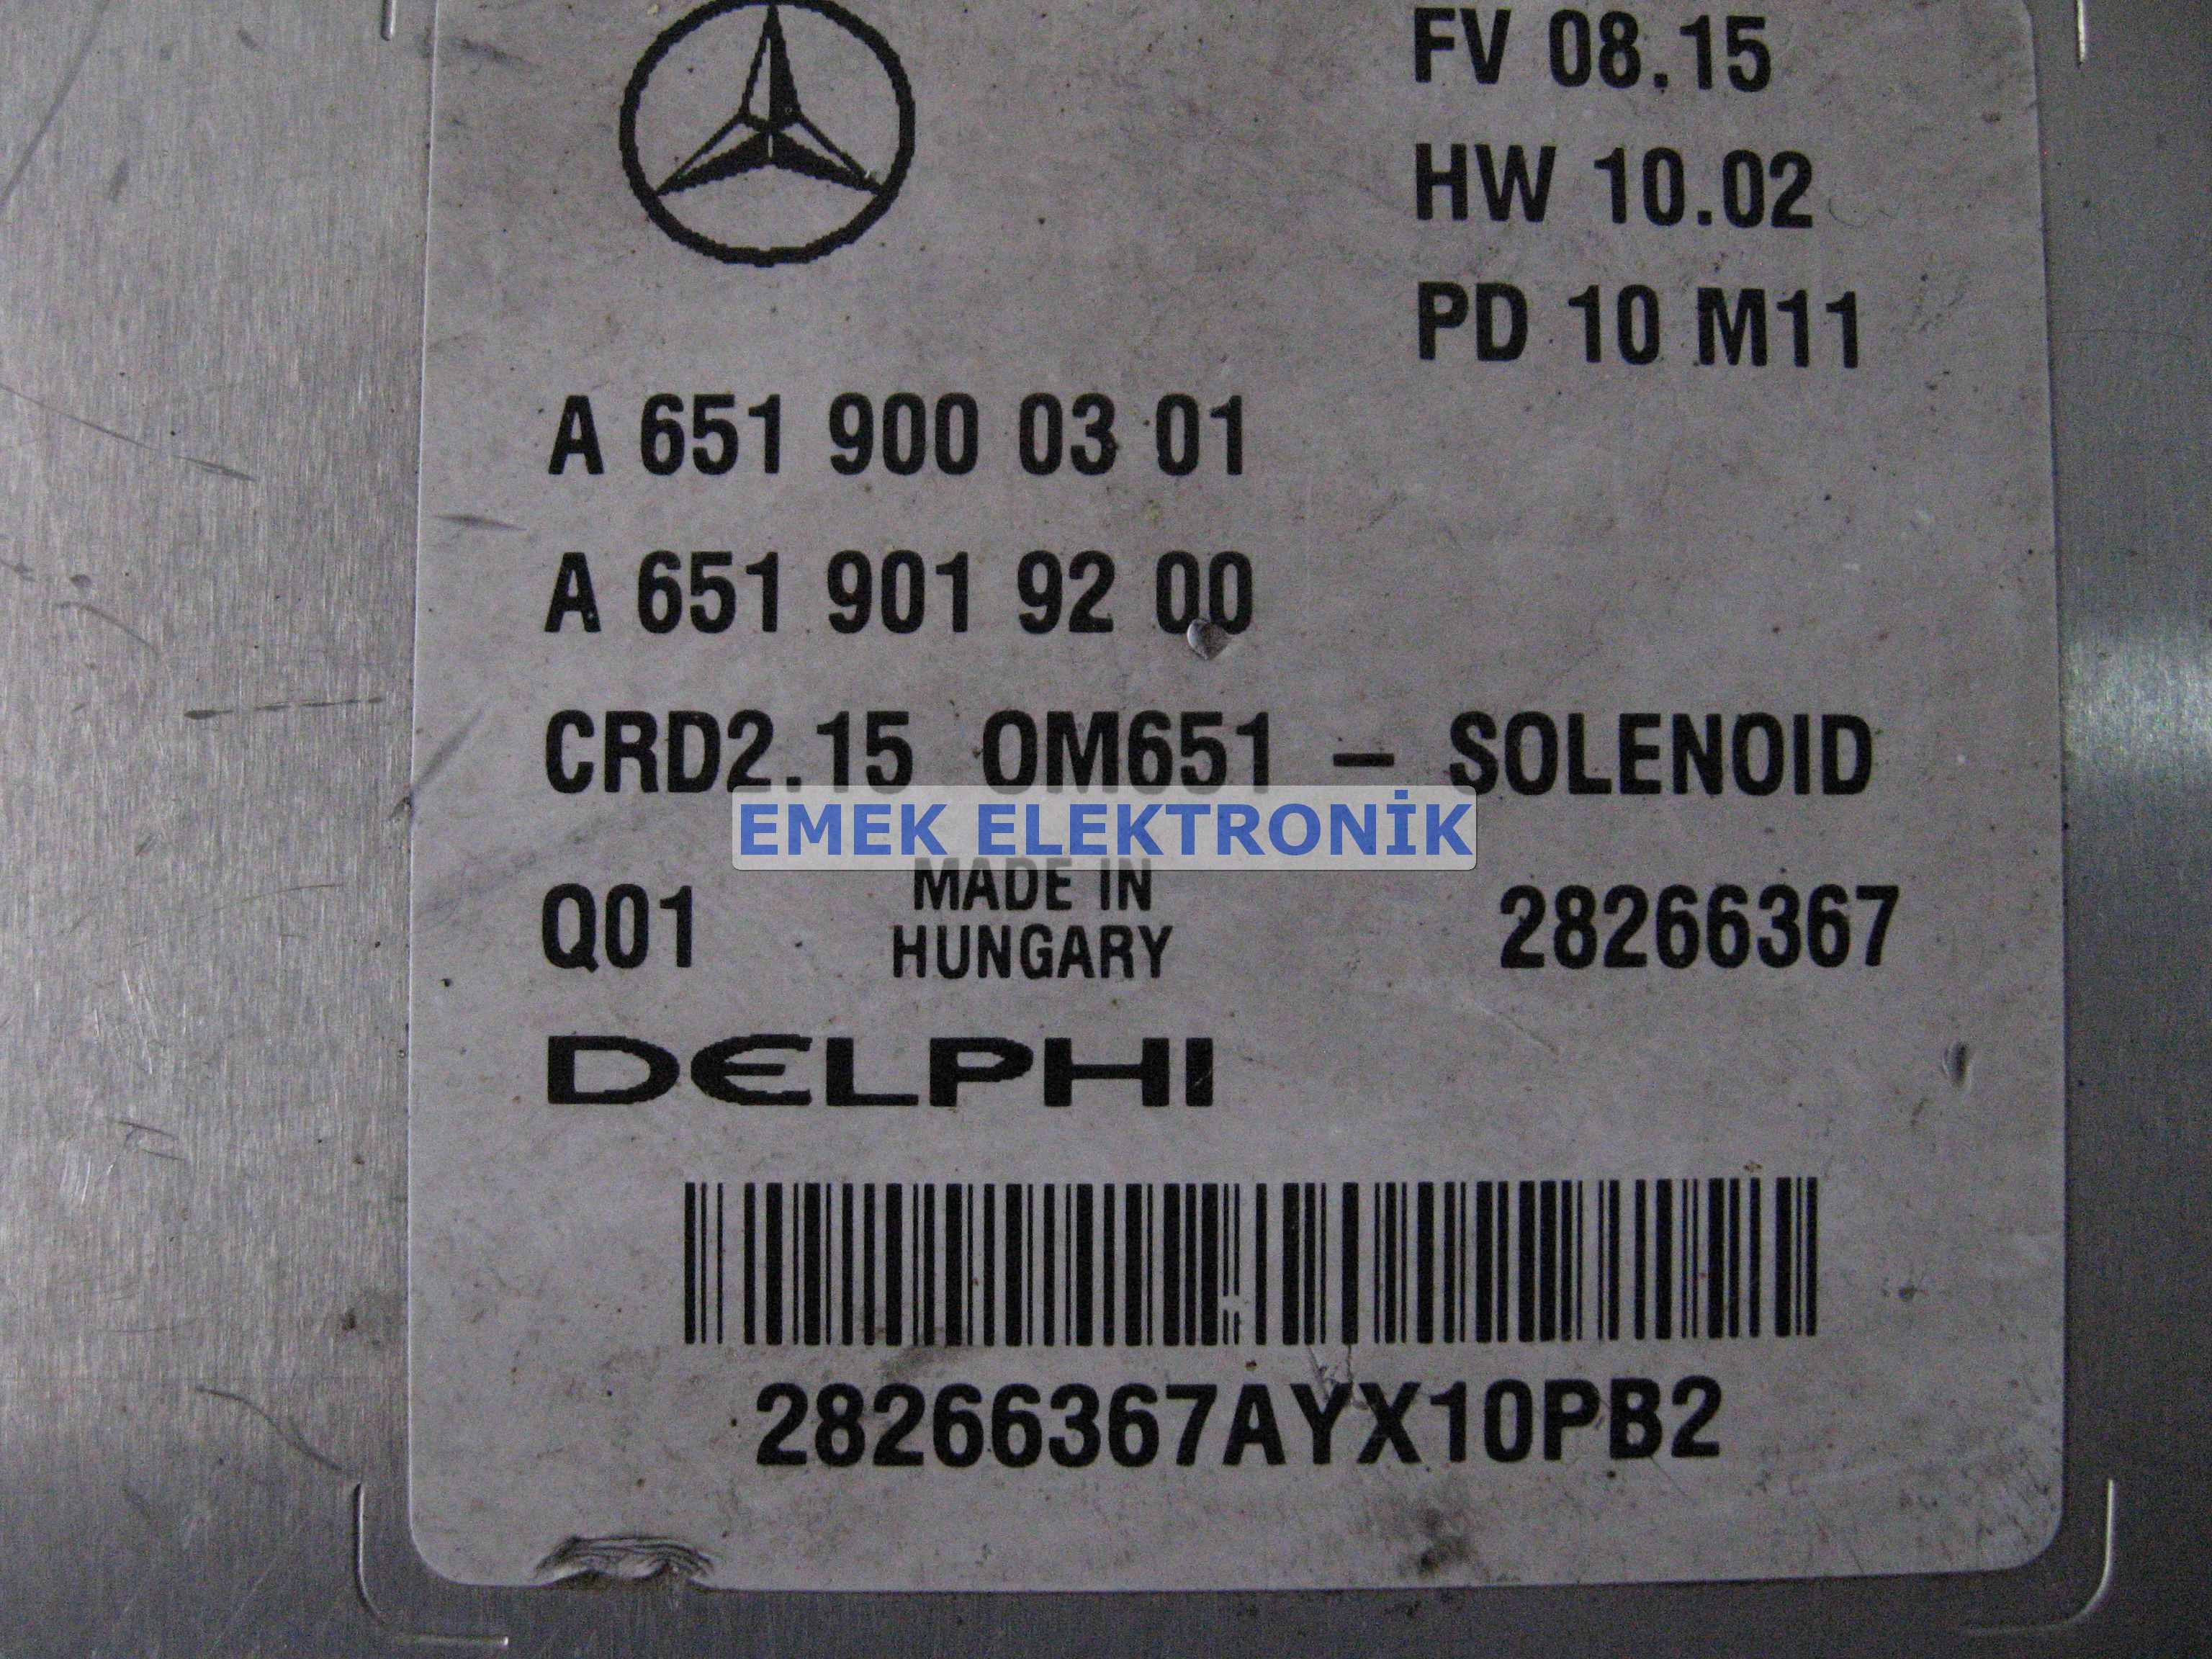 FV 08.15
HW 10.02
PD 10 M11
A 651 900 03 01
A 651 901 92 00
CRD2.15 OM651 – SOLENOID
EMEK ELEKTRONİK
Q01
MADE IN
HUNGARY
28266367
DELPHI
28266367AYX10PB2